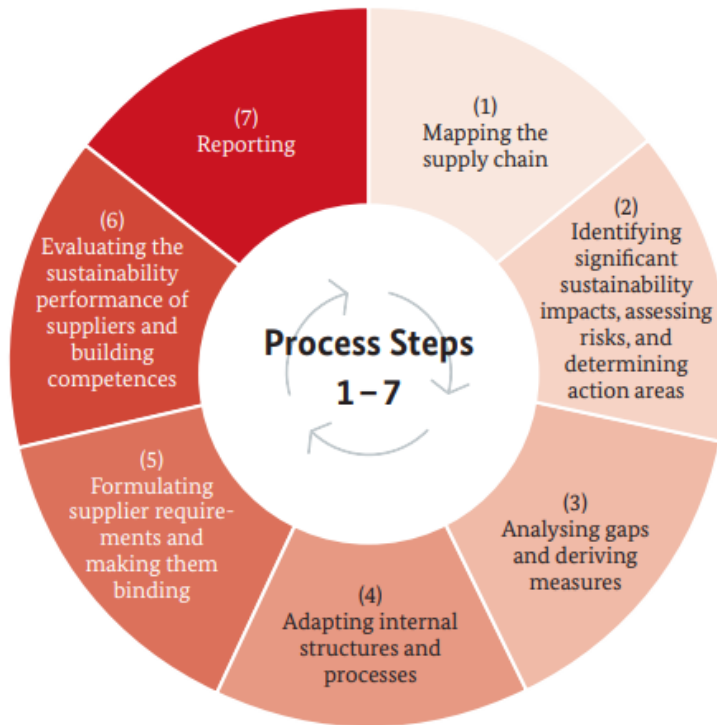 (1)
Mapping the
supply chain
(2)
Identifying
significant
sustainability
impacts, assessing
risks, and
determining
action areas
(3)
Analysing gaps
and deriving
measures
(4)
Adapting internal
structures and
processes
(5)
Formulating
supplier require-
ments and
making them
binding
(6)
Evaluating the
sustainability
performance of
suppliers and
building
competences
(7)
Reporting
Process Steps
1 – 7